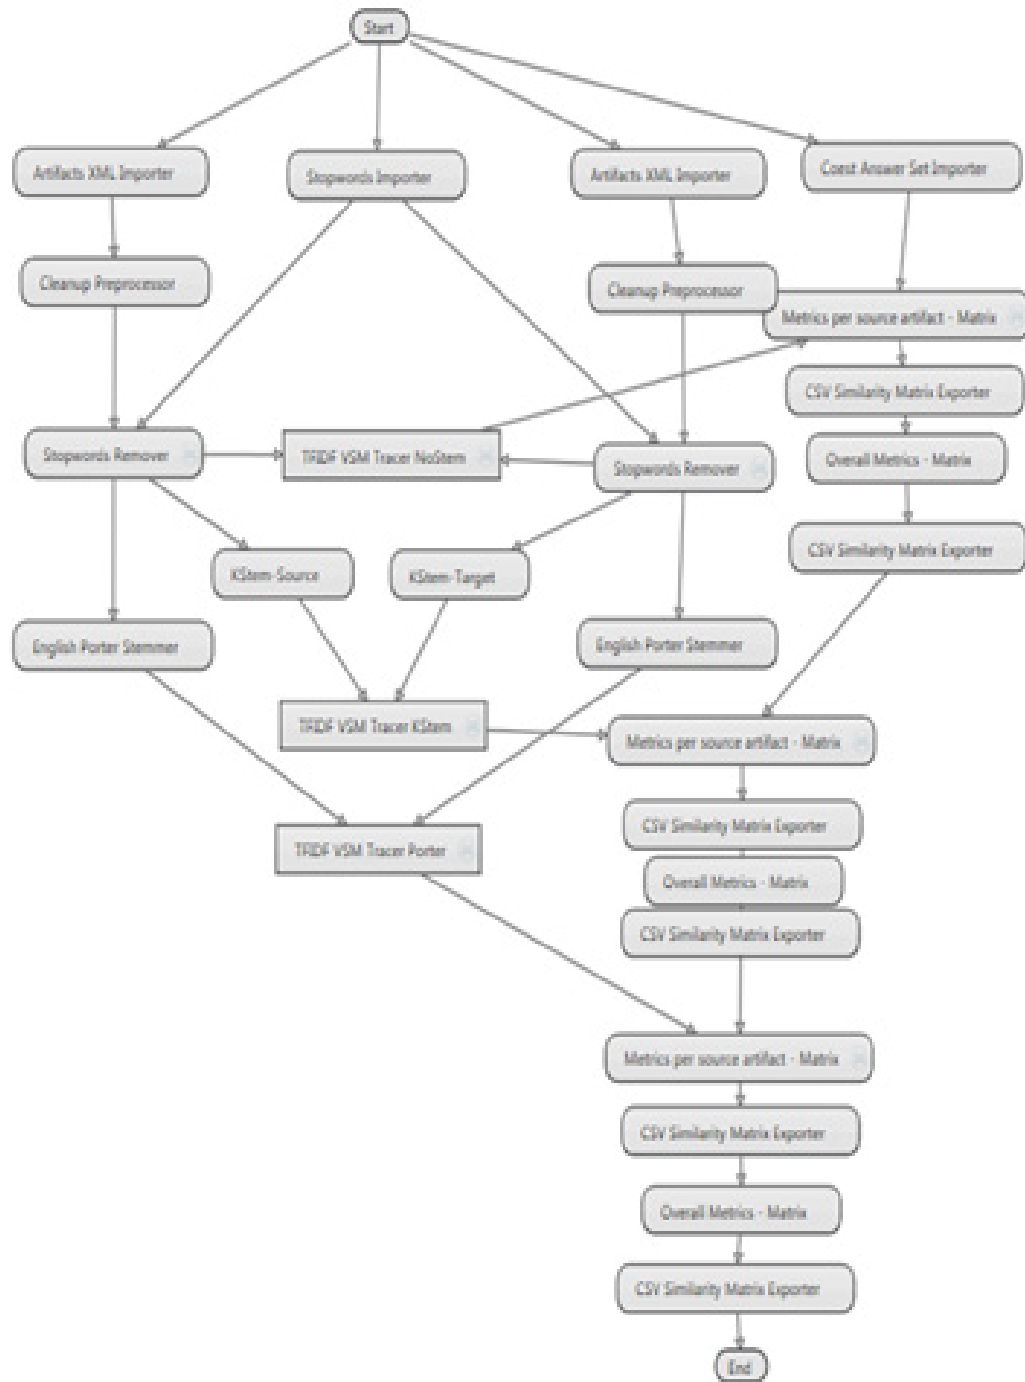 Start
Artifacts XML Importer
Stopwords Importer
Artifacts XML Importer
Coest Answer Set Importer
Cleanup Preprocessor
Cleanup Preprocessor
Metrics per source artifact - Matrix
CSV Similarity Matrix Exporter
Stopwords Remover
TFIDF VSM Tracer NoStem
Stopwords Remover
Overall Metrics - Matrix
CSV Similarity Matrix Exporter
KStem-Source
KStem-Target
English Porter Stemmer
English Porter Stemmer
TFIDF VSM Tracer KStem
Metrics per source artifact - Matrix
CSV Similarity Matrix Exporter
TFIDF VSM Tracer Porter
Overall Metrics - Matrix
CSV Similarity Matrix Exporter
Metrics per source artifact - Matrix
CSV Similarity Matrix Exporter
Overall Metrics - Matrix
CSV Similarity Matrix Exporter
End